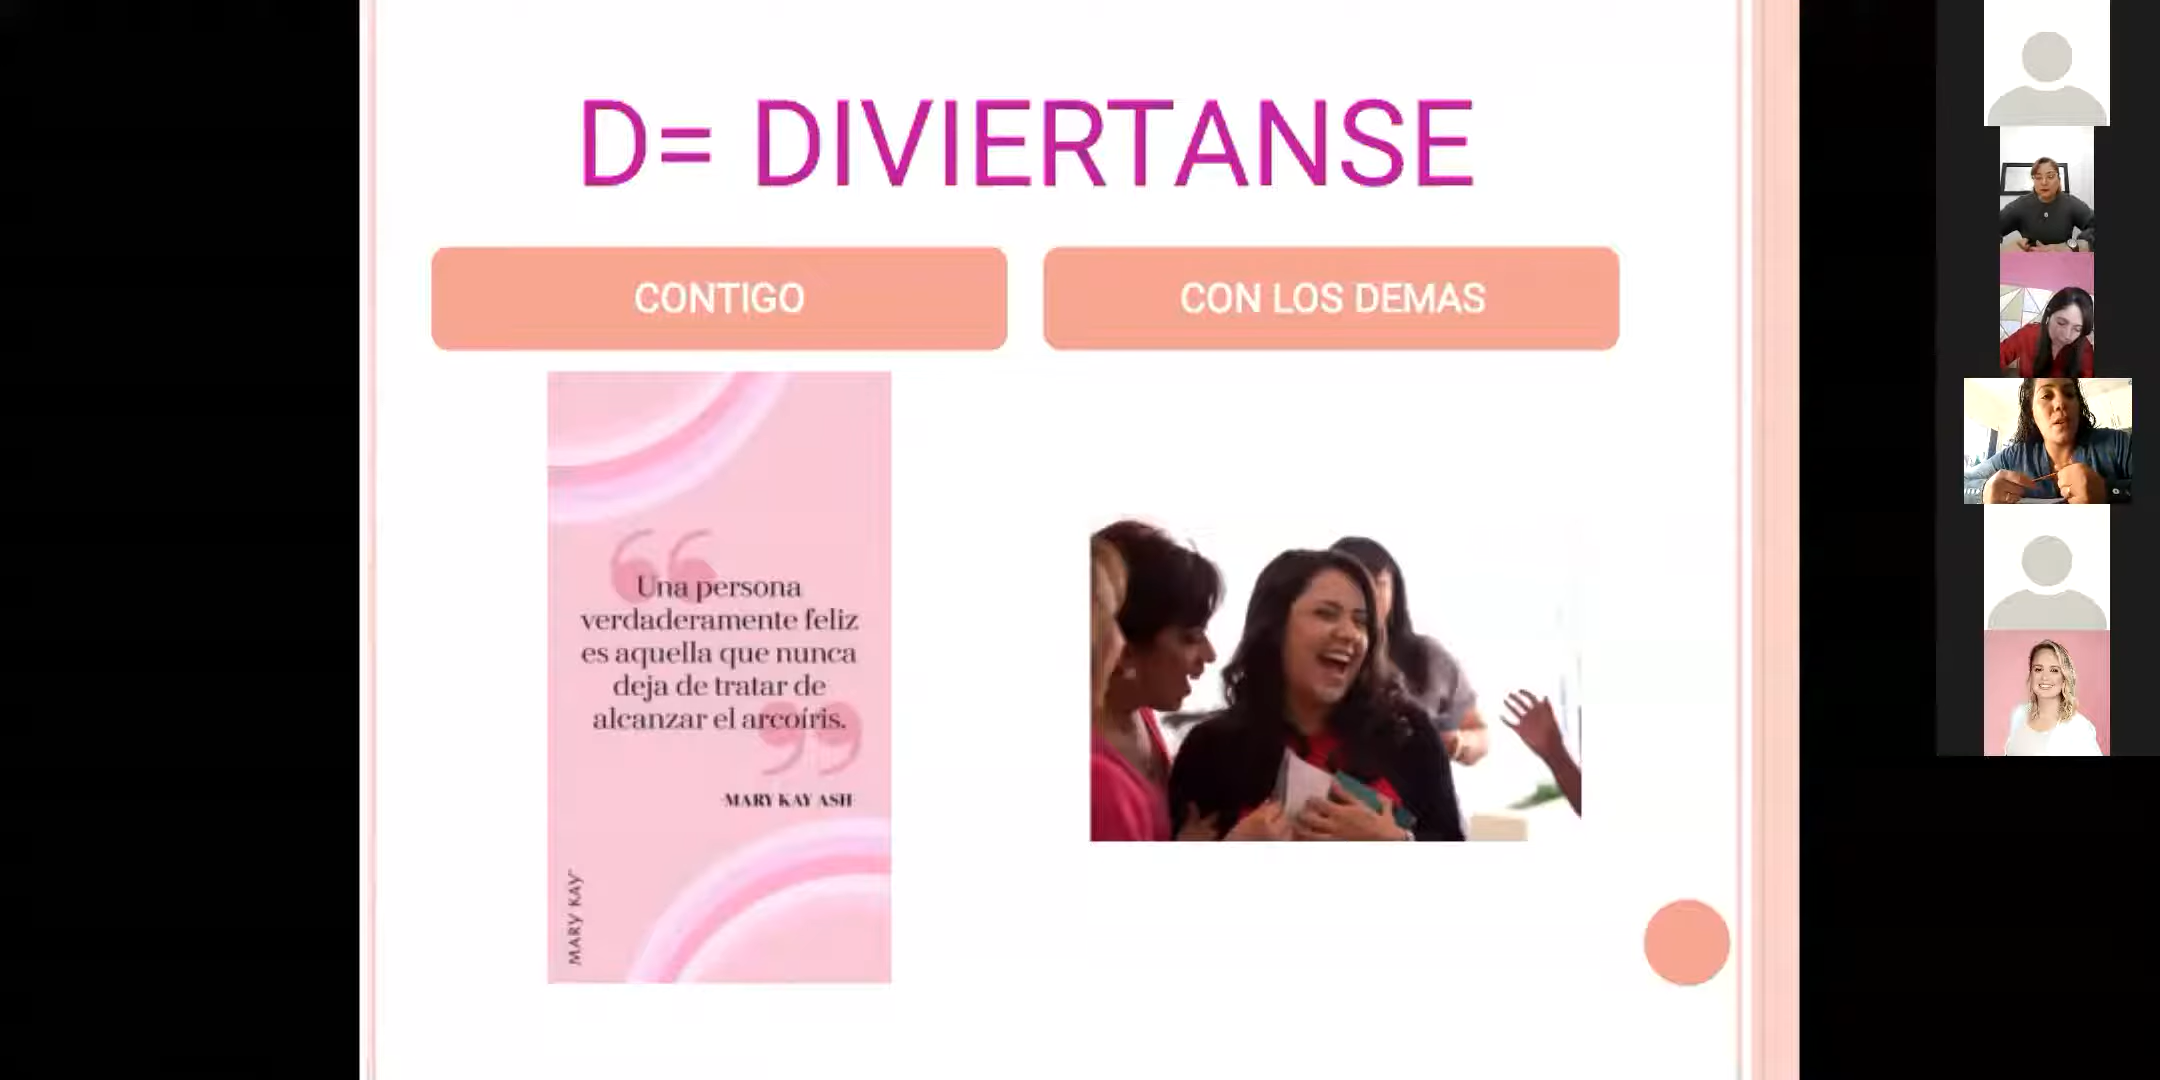 D= DIVIERTANSE
CONTIGO
CON LOS DEMAS
Una persona
verdaderamente feliz
es aquella que nunca
deja de tratar de
alcanzar el arcoíris.
MARY KAY ASH
MARY KAY